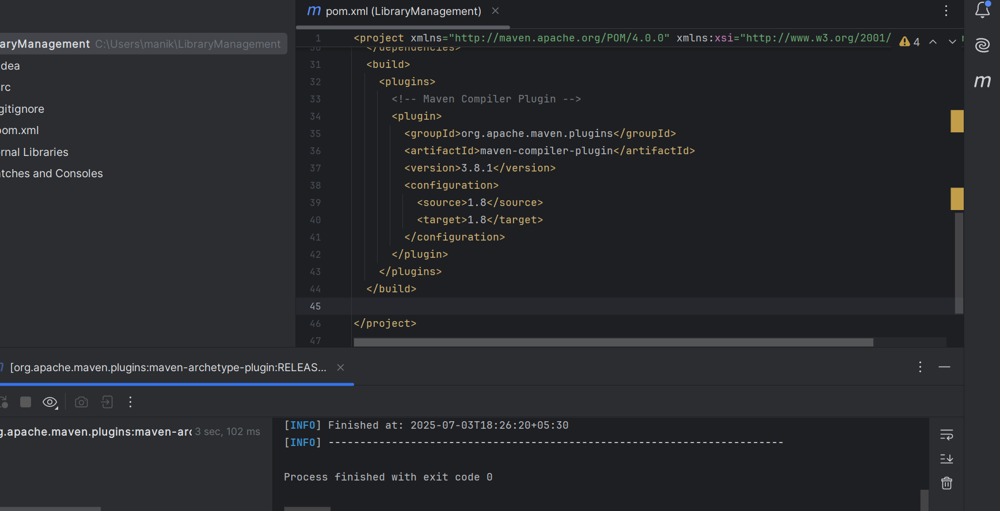 m pom.xml (LibraryManagement)
aryManagement C:\Users\manik\LibraryManagement
dea
rc
gitignore
pom.xml
rnal Libraries
tches and Consoles
1 <project xmlns="http://maven.apache.org/POM/4.0.0" xmlns:xsi="http://www.w3.org/2001/
4
30 </dependencies>
31 <build>
32 <plugins>
33 <!-- Maven Compiler Plugin -->
34 <plugin>
35 <groupId>org.apache.maven.plugins</groupId>
36 <artifactId>maven-compiler-plugin</artifactId>
37 <version>3.8.1</version>
38 <configuration>
39 <source>1.8</source>
40 <target>1.8</target>
41 </configuration>
42 </plugin>
43 </plugins>
44 </build>
45
46 </project>
47
m
[org.apache.maven.plugins:maven-archetype-plugin:RELEAS...
g.apache.maven.plugins:maven-arc 3 sec, 102 ms
[INFO] Finished at: 2025-07-03T18:26:20+05:30
[INFO] ------------------------------------------------------------------------
Process finished with exit code 0